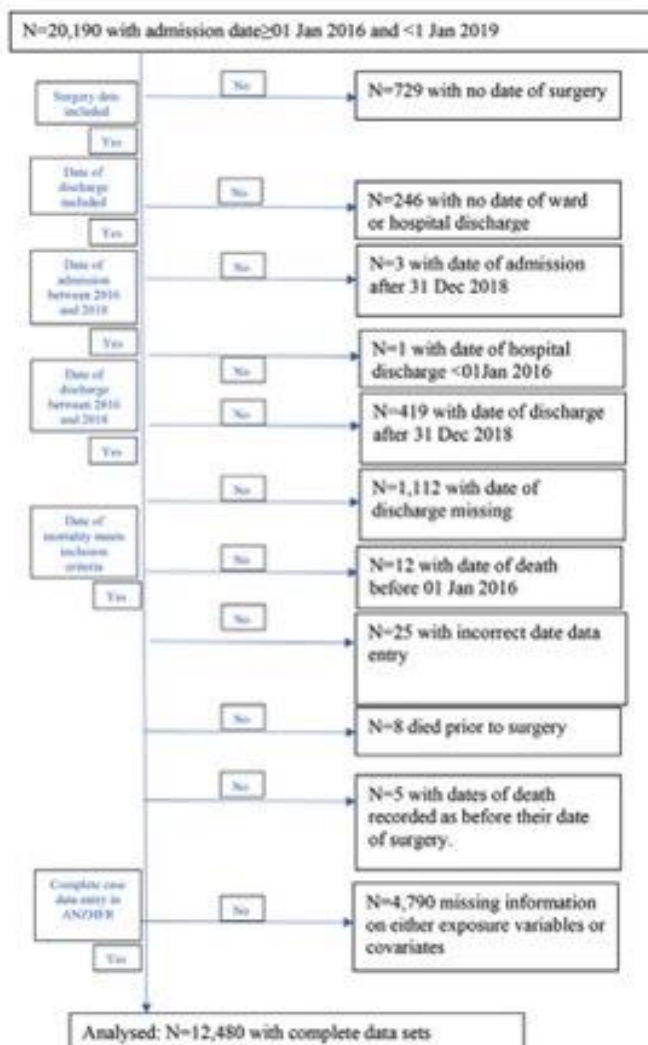 N=20,190 with admission date≥01 Jan 2016 and <1 Jan 2019
No
N=729 with no date of surgery
Surgery date
included
Yes
Date of
discharge
included
No
N=246 with no date of ward
or hospital discharge
Yes
Date of
admission
between 2016
and 2018
No
N=3 with date of admission
after 31 Dec 2018
Yes
N=1 with date of hospital
discharge <01Jan 2016
No
Date of
discharge
between 2016
and 2018
No
N=419 with date of discharge
after 31 Dec 2018
Yes
No
N=1,112 with date of
discharge missing
Date of
mortality meets
inclusion
criteria
No
N=12 with date of death
before 01 Jan 2016
Yes
No
N=25 with incorrect date data
entry
No
N=8 died prior to surgery
No
N=5 with dates of death
recorded as before their date
of surgery.
Complete case
data entry in
ANZHFR
No
N=4,790 missing information
on either exposure variables or
covariates
Yes
Analysed: N=12,480 with complete data sets